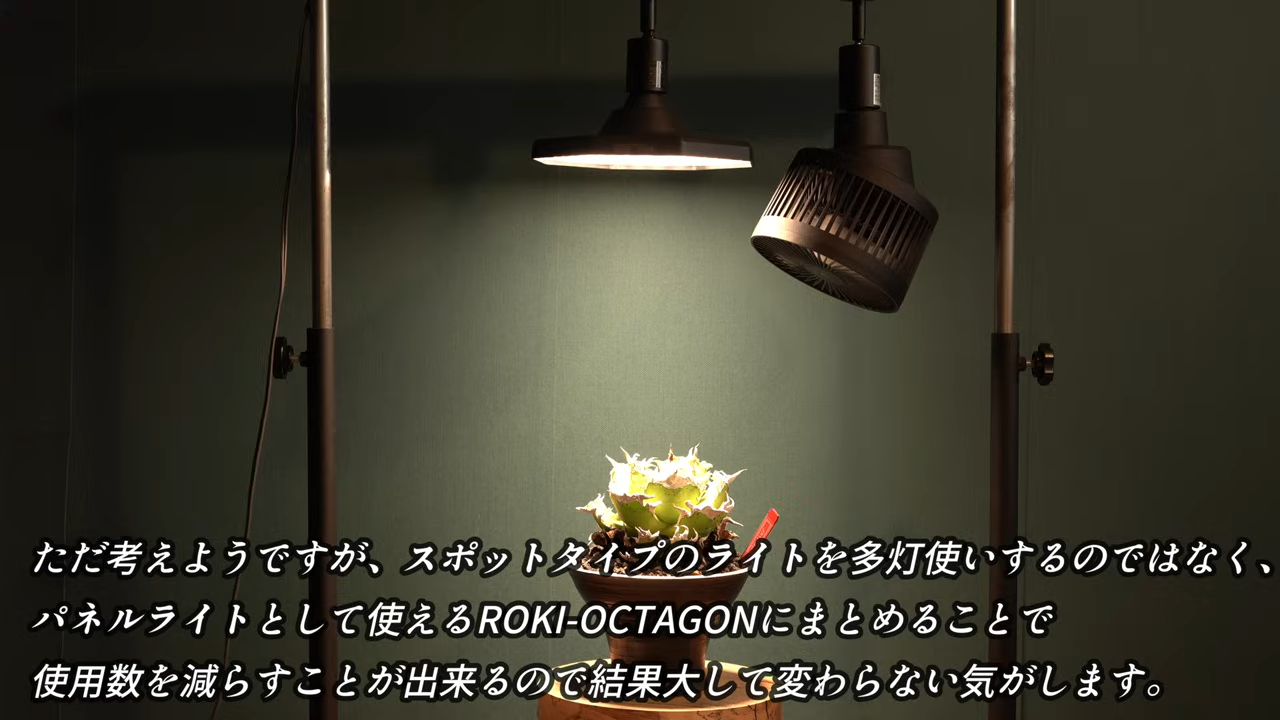 ただ考えようですが、スポットタイプのライトを多灯使いするのではなく、
パネルライトとして使えるROKI-OCTAGONにまとめることで
使用数を減らすことが出来るので結果大して変わらない気がします。